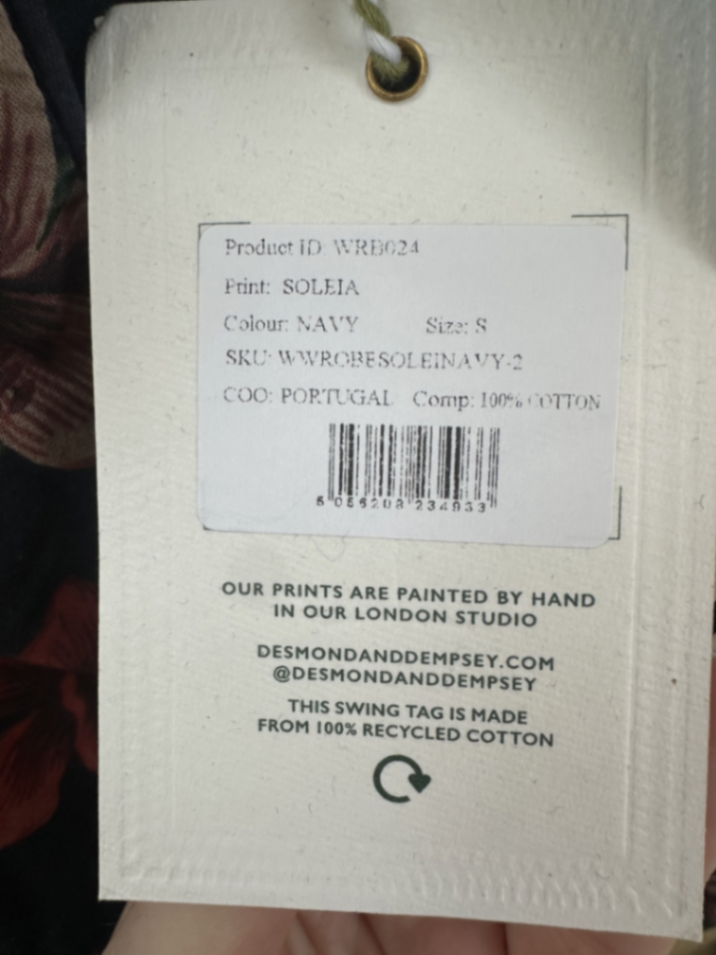 Product ID: WRB024
Print: SOLEIA
Colour: NAVY Size: S
SKU: WWROBESOLEINAVY-2
COO: PORTUGAL Comp: 100% COTTON
5 056208 234933
OUR PRINTS ARE PAINTED BY HAND
IN OUR LONDON STUDIO
DESMONDANDDEMPSEY.COM
@DESMONDANDDEMPSEY
THIS SWING TAG IS MADE
FROM 100% RECYCLED COTTON